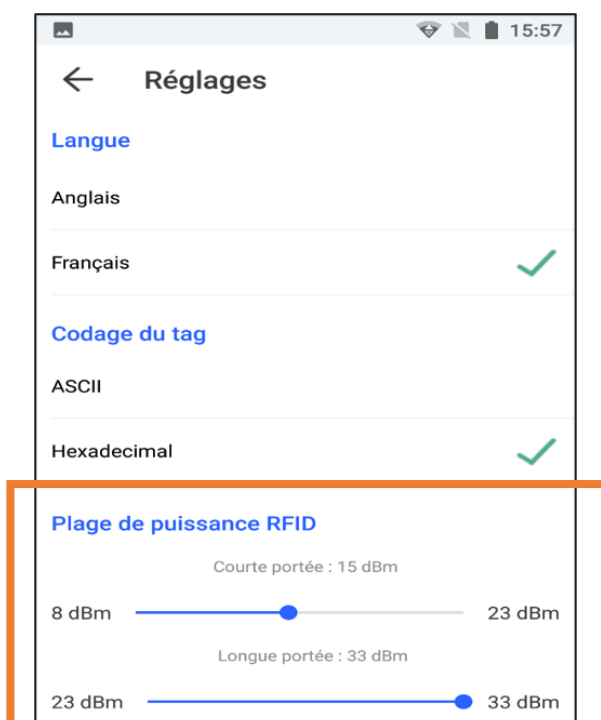 15:57
Réglages
Langue
Anglais
Français
Codage du tag
ASCII
Hexadecimal
Plage de puissance RFID
Courte portée : 15 dBm
8 dBm 23 dBm
Longue portée : 33 dBm
23 dBm 33 dBm